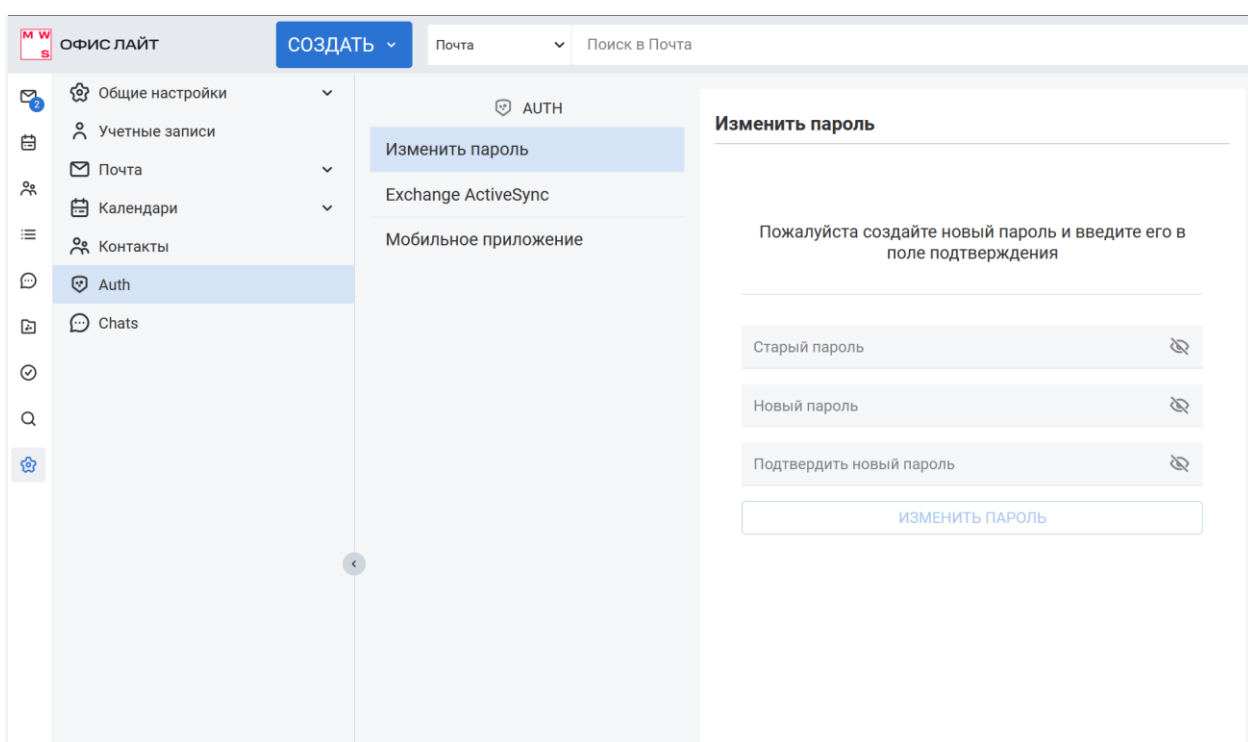 MW
S
ОФИС ЛАЙТ
СОЗДАТЬ
Почта
Поиск в Почта
2
Общие настройки
Учетные записи
Почта
Календари
Контакты
Auth
Chats
AUTH
Изменить пароль
Exchange ActiveSync
Мобильное приложение
Изменить пароль
Пожалуйста создайте новый пароль и введите его в
поле подтверждения
Старый пароль
Новый пароль
Подтвердить новый пароль
ИЗМЕНИТЬ ПАРОЛЬ